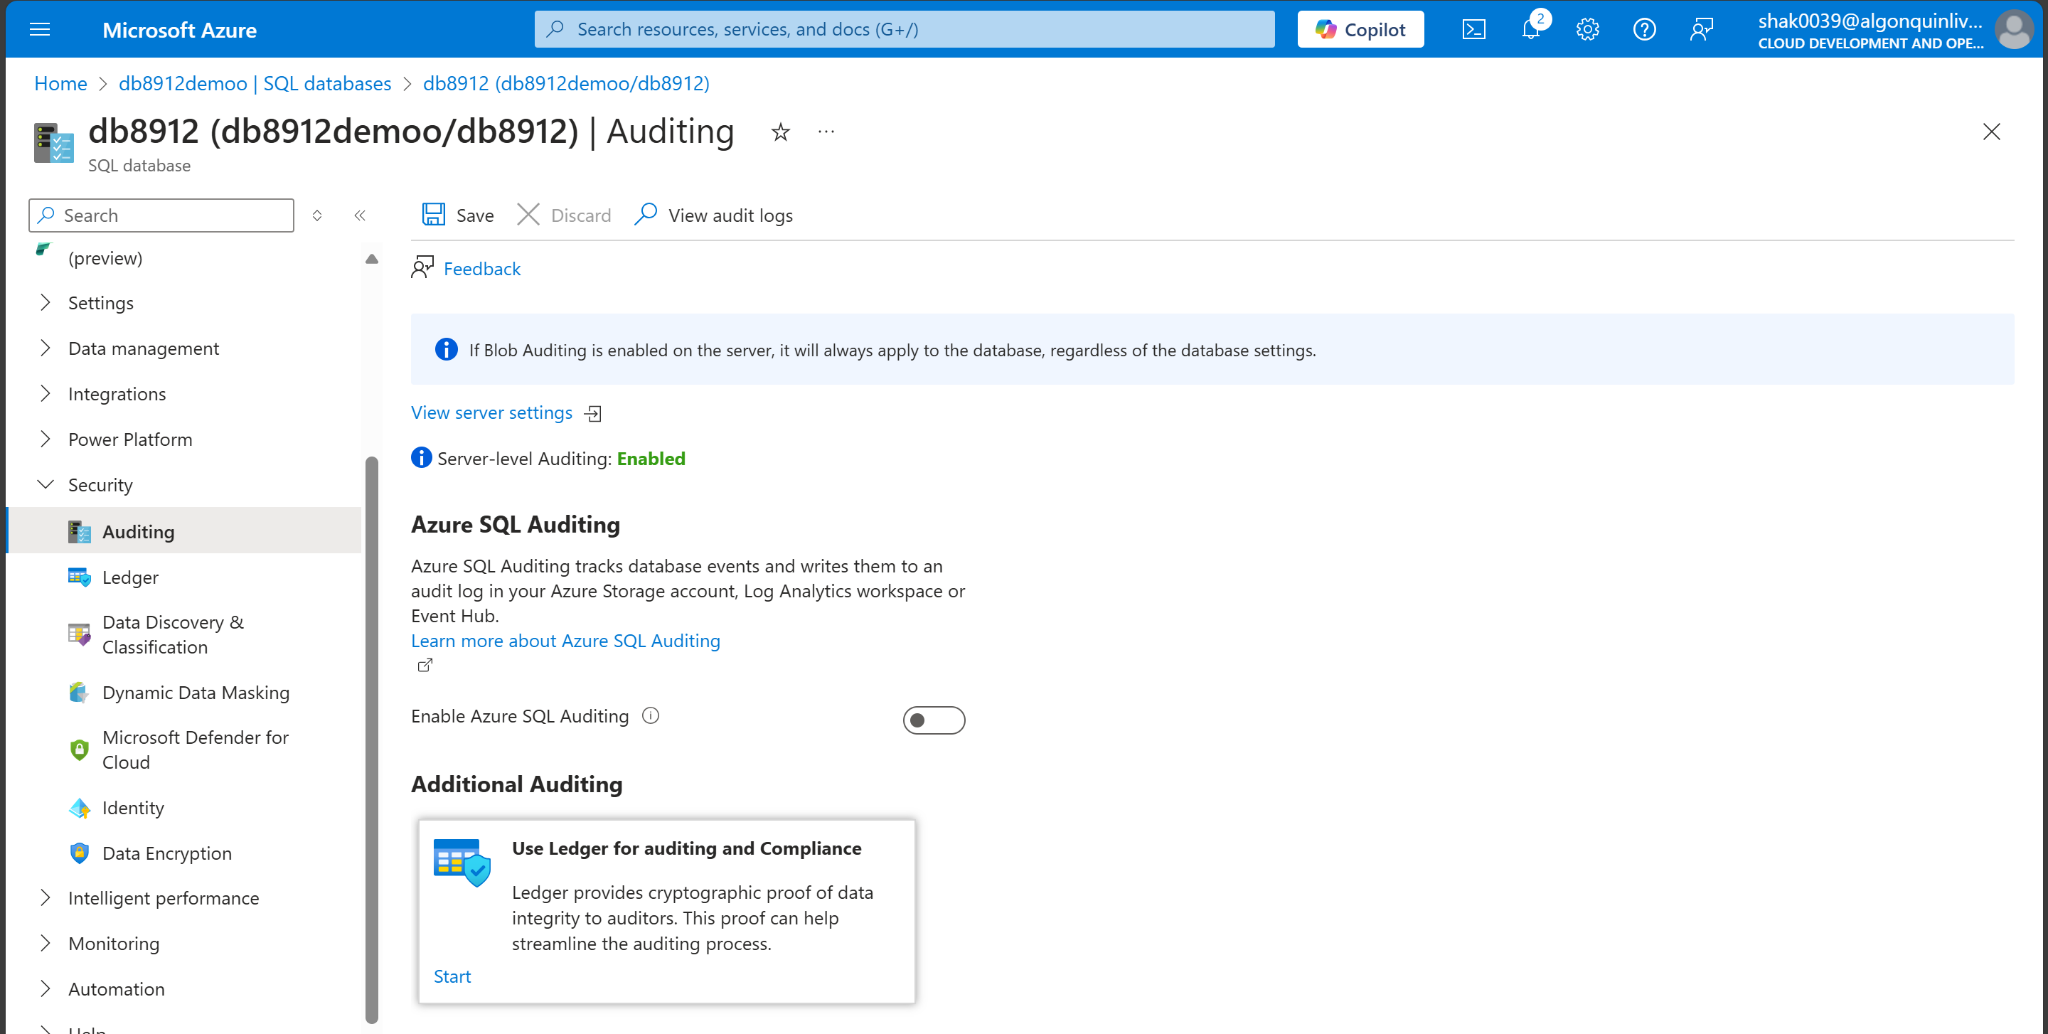 Microsoft Azure
Search resources, services, and docs (G+/)
Copilot
2
shak0039@algonquinliv...
CLOUD DEVELOPMENT AND OPE...
Home > db8912demoo | SQL databases > db8912 (db8912demoo/db8912)
db8912 (db8912demoo/db8912) | Auditing
SQL database
Search
Save
Discard
View audit logs
(preview)
Settings
Data management
Integrations
Power Platform
Security
Auditing
Ledger
Data Discovery &
Classification
Dynamic Data Masking
Microsoft Defender for
Cloud
Identity
Data Encryption
Intelligent performance
Monitoring
Automation
Help
Feedback
If Blob Auditing is enabled on the server, it will always apply to the database, regardless of the database settings.
View server settings
Server-level Auditing: Enabled
Azure SQL Auditing
Azure SQL Auditing tracks database events and writes them to an
audit log in your Azure Storage account, Log Analytics workspace or
Event Hub.
Learn more about Azure SQL Auditing
Enable Azure SQL Auditing
Additional Auditing
Use Ledger for auditing and Compliance
Ledger provides cryptographic proof of data
integrity to auditors. This proof can help
streamline the auditing process.
Start